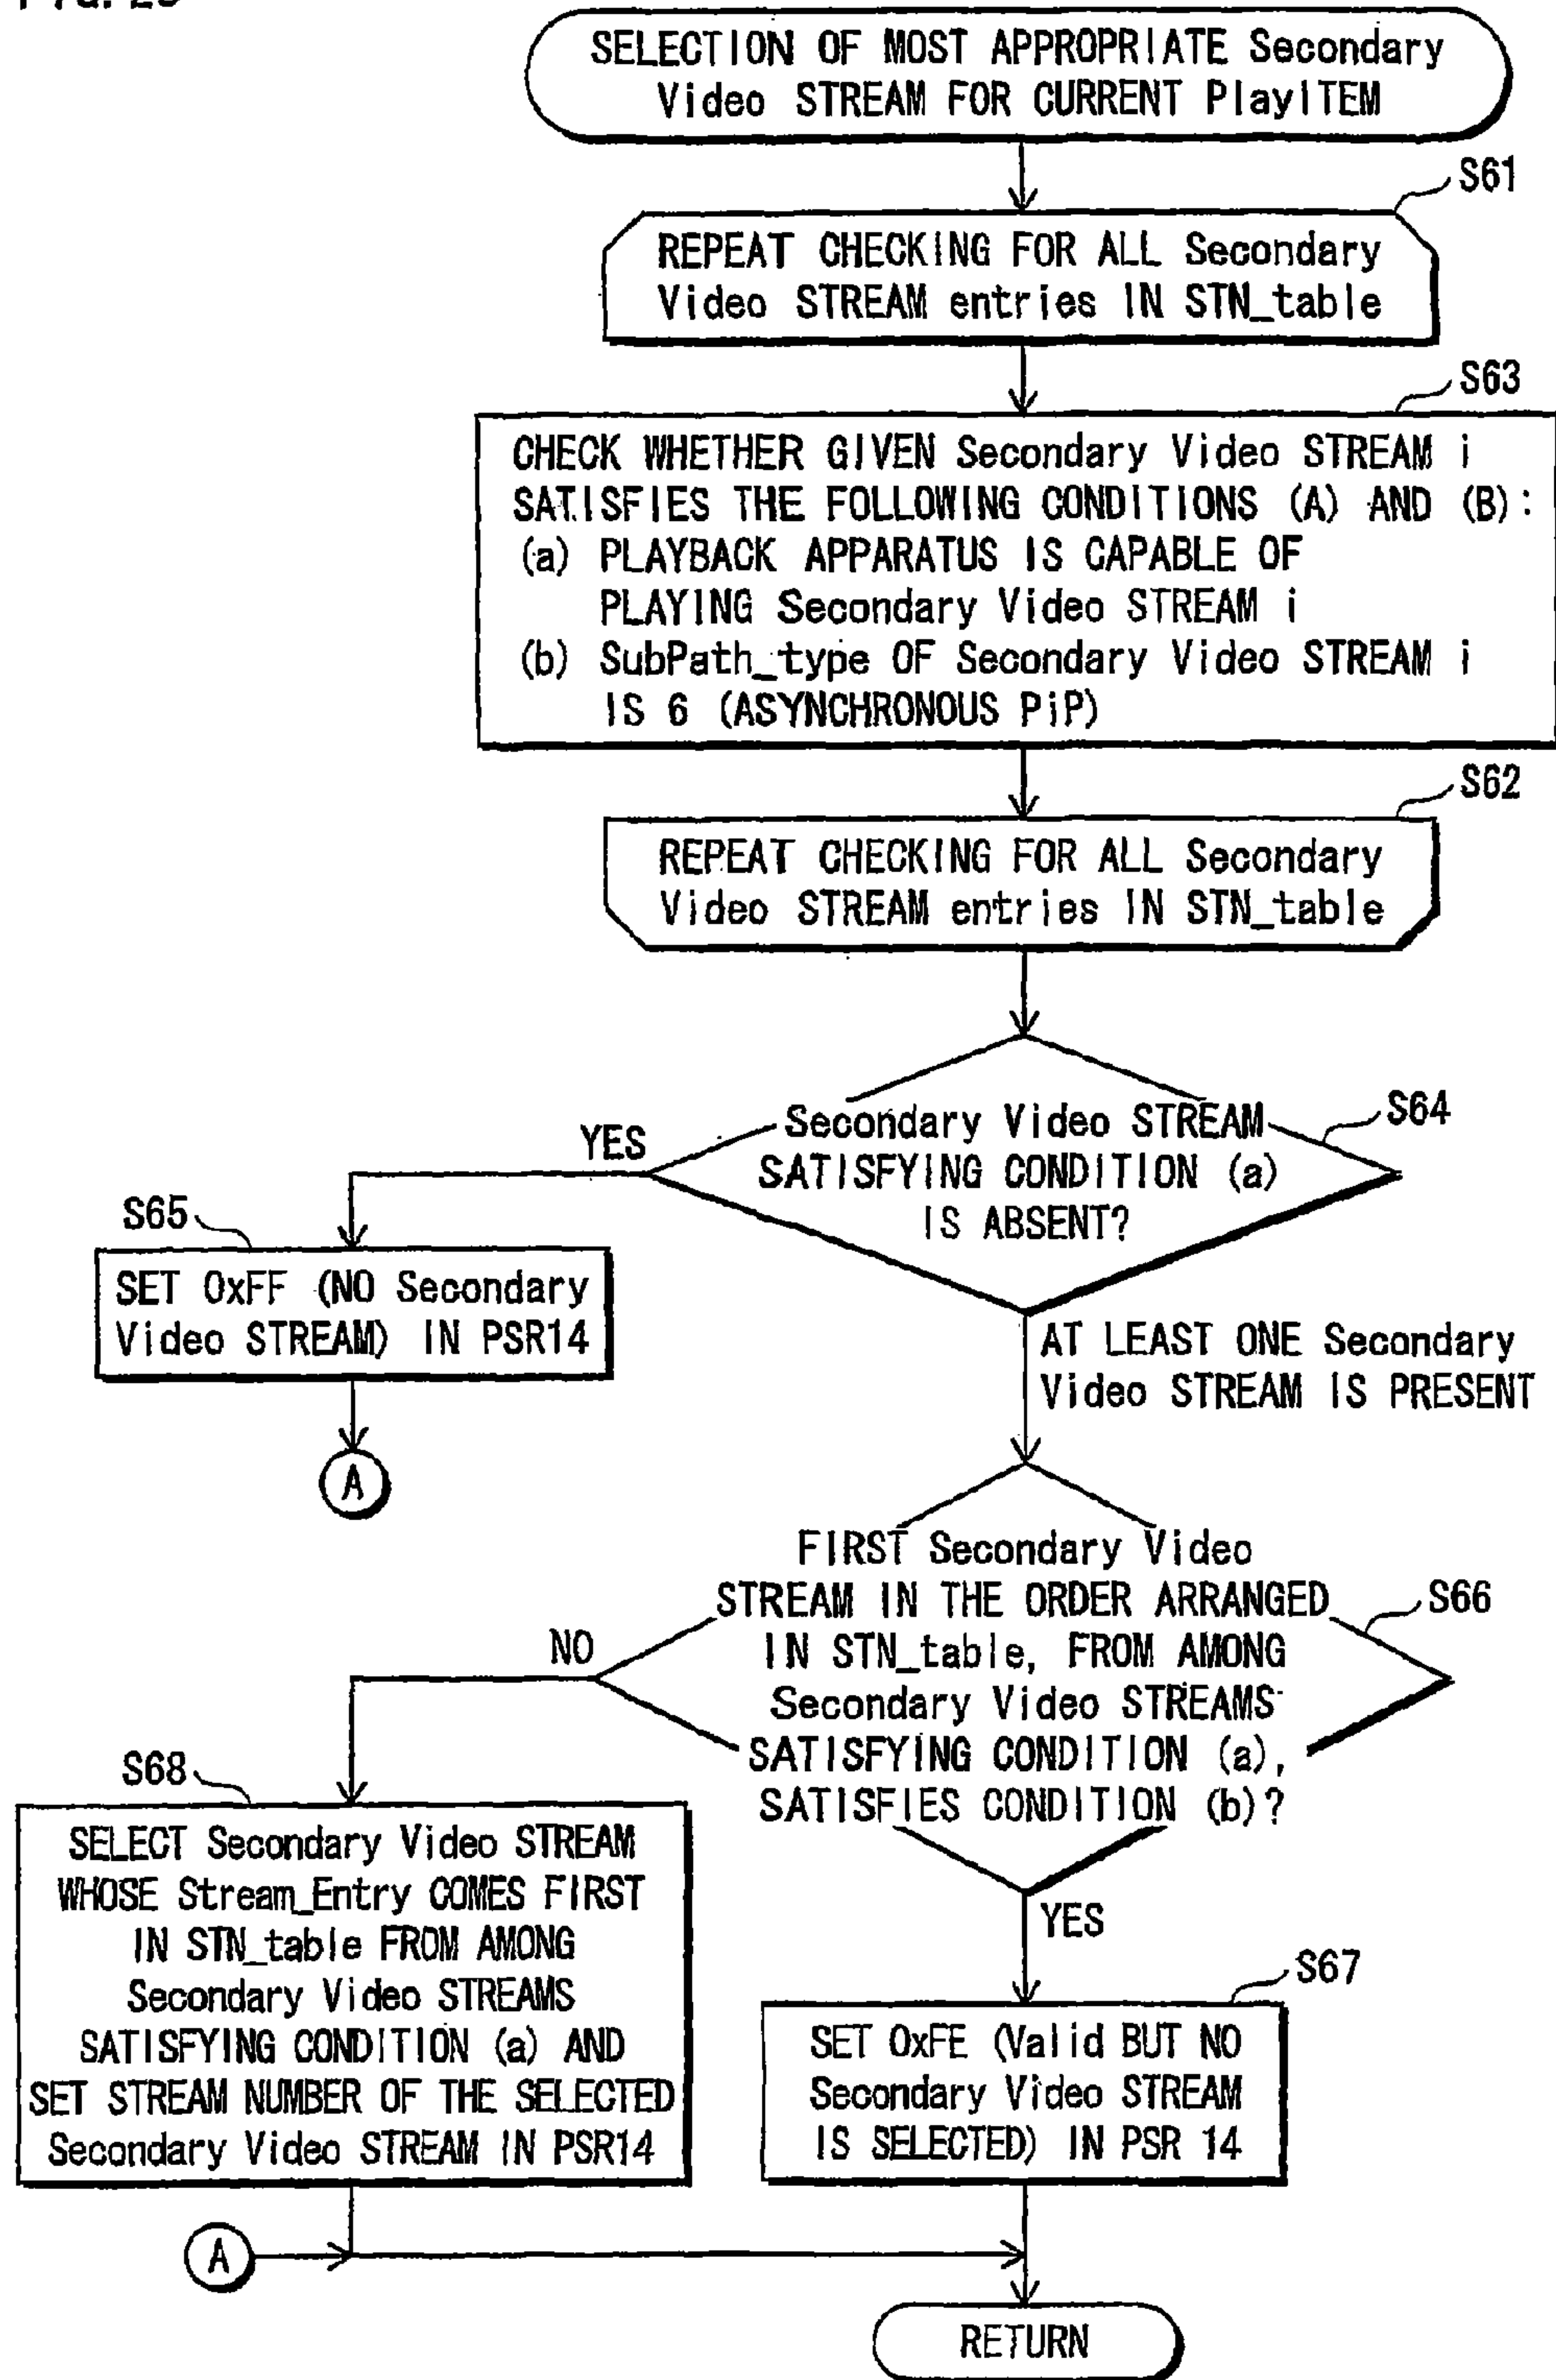 SELECTION OF MOST APPROPRIATE Secondary
Video STREAM FOR CURRENT PlayITEM
S61
REPEAT CHECKING FOR ALL Secondary
Video STREAM entries IN STN_table
S63
CHECK WHETHER GIVEN Secondary Video STREAM i
SATISFIES THE FOLLOWING CONDITIONS (A) AND (B):
(a) PLAYBACK APPARATUS IS CAPABLE OF
PLAYING Secondary Video STREAM i
(b) SubPath_type OF Secondary Video STREAM i
IS 6 (ASYNCHRONOUS PiP)
S62
REPEAT CHECKING FOR ALL Secondary
Video STREAM entries IN STN_table
S64
Secondary Video STREAM
SATISFYING CONDITION (a)
IS ABSENT?
YES
S65
SET 0xFF (NO Secondary
Video STREAM) IN PSR14
A
AT LEAST ONE Secondary
Video STREAM IS PRESENT
S66
FIRST Secondary Video
STREAM IN THE ORDER ARRANGED
IN STN_table, FROM AMONG
Secondary Video STREAMS
SATISFYING CONDITION (a),
SATISFIES CONDITION (b)?
NO
S68
SELECT Secondary Video STREAM
WHOSE Stream_Entry COMES FIRST
IN STN_table FROM AMONG
Secondary Video STREAMS
SATISFYING CONDITION (a) AND
SET STREAM NUMBER OF THE SELECTED
Secondary Video STREAM IN PSR14
YES
S67
SET 0xFE (Valid BUT NO
Secondary Video STREAM
IS SELECTED) IN PSR 14
A
RETURN